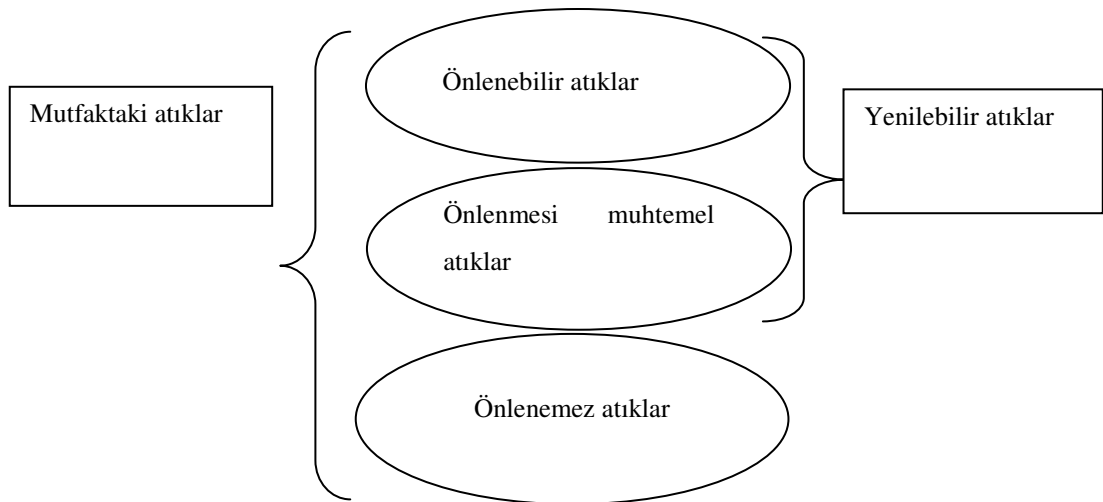 Mutfaktaki atıklar
Önlenebilir atıklar
Önlenmesi muhtemel
atıklar
Önlenemez atıklar
Yenilebilir atıklar